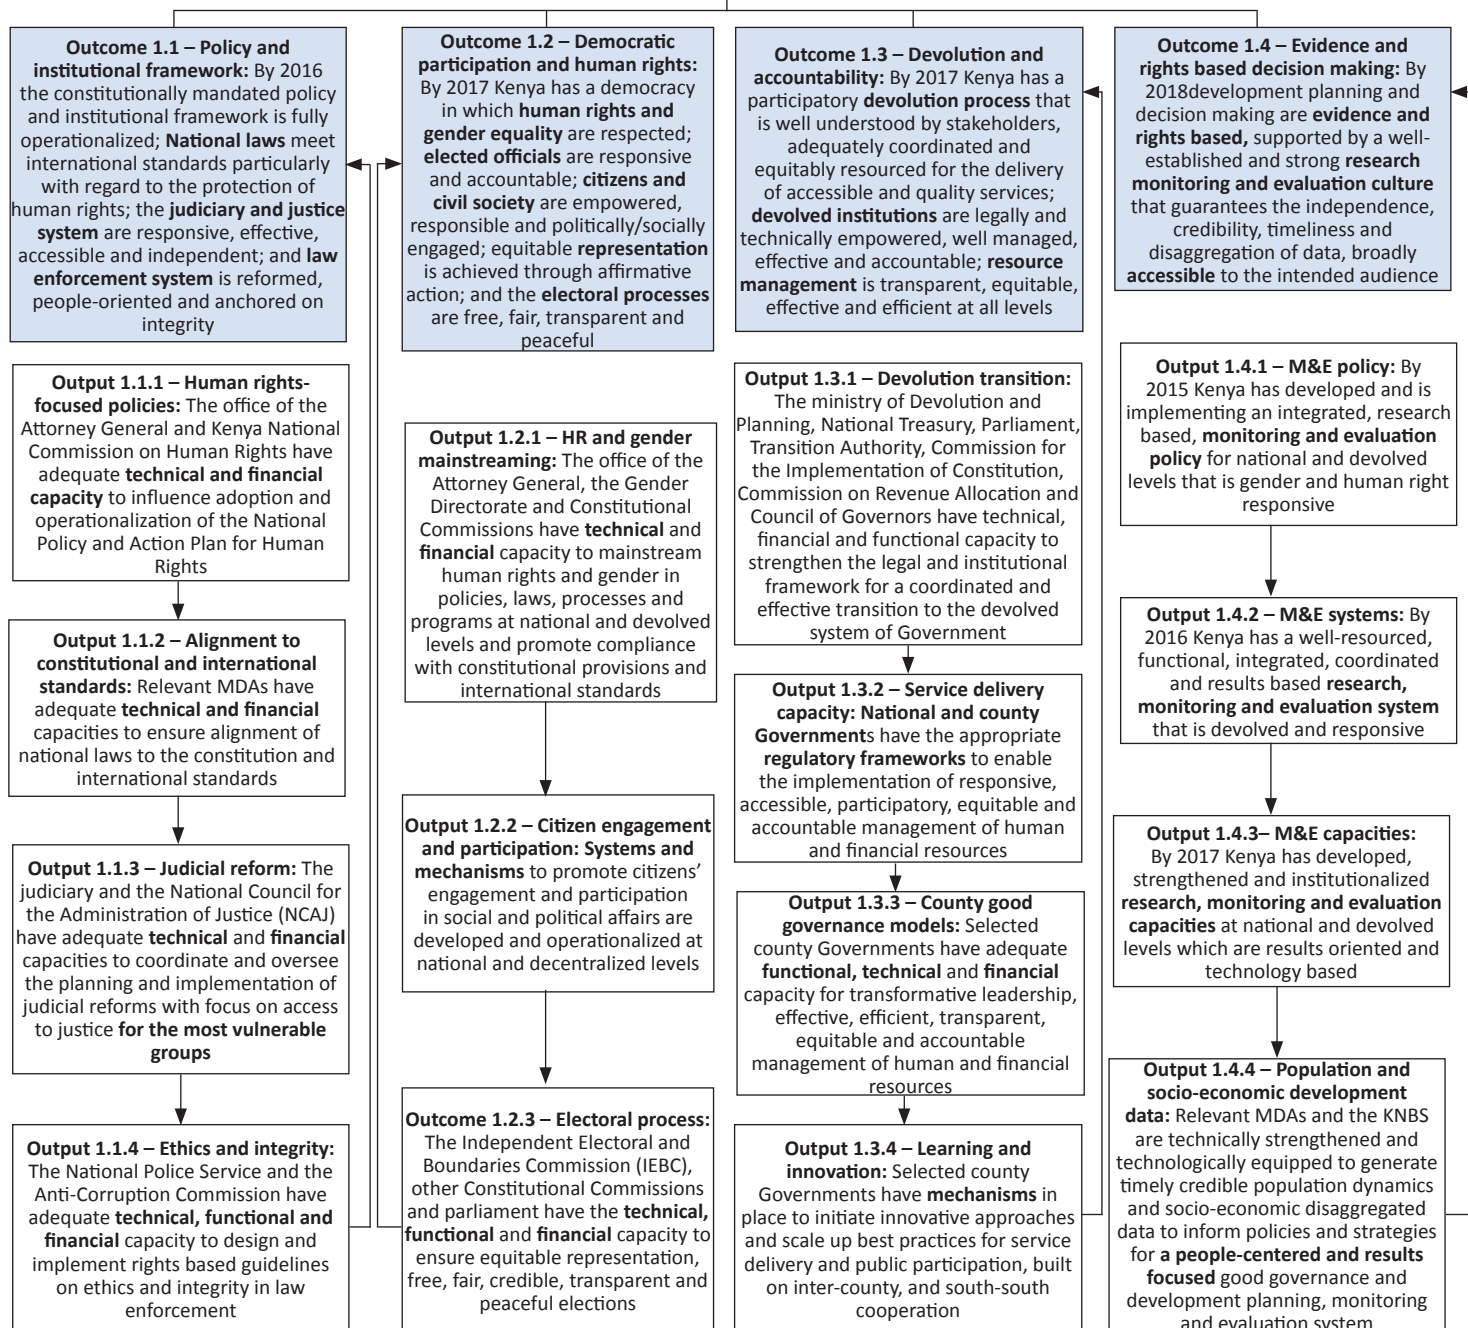 Outcome 1.1 – Policy and
institutional framework: By 2016
the constitutionally mandated policy
and institutional framework is fully
operationalized; National laws meet
international standards particularly
with regard to the protection of
human rights; the judiciary and justice
system are responsive, effective,
accessible and independent; and law
enforcement system is reformed,
people-oriented and anchored on
integrity
Output 1.1.1 – Human rights-
focused policies: The office of the
Attorney General and Kenya National
Commission on Human Rights have
adequate technical and financial
capacity to influence adoption and
operationalization of the National
Policy and Action Plan for Human
Rights
Output 1.1.2 – Alignment to
constitutional and international
standards: Relevant MDAs have
adequate technical and financial
capacities to ensure alignment of
national laws to the constitution and
international standards
Output 1.1.3 – Judicial reform: The
judiciary and the National Council for
the Administration of Justice (NCAJ)
have adequate technical and financial
capacities to coordinate and oversee
the planning and implementation of
judicial reforms with focus on access
to justice for the most vulnerable
groups
Output 1.1.4 – Ethics and integrity:
The National Police Service and the
Anti-Corruption Commission have
adequate technical, functional and
financial capacity to design and
implement rights based guidelines
on ethics and integrity in law
enforcement
Outcome 1.2 – Democratic
participation and human rights:
By 2017 Kenya has a democracy
in which human rights and
gender equality are respected;
elected officials are responsive
and accountable; citizens and
civil society are empowered,
responsible and politically/socially
engaged; equitable representation
is achieved through affirmative
action; and the electoral processes
are free, fair, transparent and
peaceful
Output 1.2.1 – HR and gender
mainstreaming: The office of the
Attorney General, the Gender
Directorate and Constitutional
Commissions have technical and
financial capacity to mainstream
human rights and gender in
policies, laws, processes and
programs at national and devolved
levels and promote compliance
with constitutional provisions and
international standards
Output 1.2.2 – Citizen engagement
and participation: Systems and
mechanisms to promote citizens’
engagement and participation
in social and political affairs are
developed and operationalized at
national and decentralized levels
Outcome 1.2.3 – Electoral process:
The Independent Electoral and
Boundaries Commission (IEBC),
other Constitutional Commissions
and parliament have the technical,
functional and financial capacity to
ensure equitable representation,
free, fair, credible, transparent and
peaceful elections
Outcome 1.3 – Devolution and
accountability: By 2017 Kenya has a
participatory devolution process that
is well understood by stakeholders,
adequately coordinated and
equitably resourced for the delivery
of accessible and quality services;
devolved institutions are legally and
technically empowered, well managed,
effective and accountable; resource
management is transparent, equitable,
effective and efficient at all levels
Output 1.3.1 – Devolution transition:
The ministry of Devolution and
Planning, National Treasury, Parliament,
Transition Authority, Commission for
the Implementation of Constitution,
Commission on Revenue Allocation and
Council of Governors have technical,
financial and functional capacity to
strengthen the legal and institutional
framework for a coordinated and
effective transition to the devolved
system of Government
Output 1.3.2 – Service delivery
capacity: National and county
Governments have the appropriate
regulatory frameworks to enable
the implementation of responsive,
accessible, participatory, equitable and
accountable management of human
and financial resources
Output 1.3.3 – County good
governance models: Selected
county Governments have adequate
functional, technical and financial
capacity for transformative leadership,
effective, efficient, transparent,
equitable and accountable
management of human and financial
resources
Output 1.3.4 – Learning and
innovation: Selected county
Governments have mechanisms in
place to initiate innovative approaches
and scale up best practices for service
delivery and public participation, built
on inter-county, and south-south
cooperation
Outcome 1.4 – Evidence and
rights based decision making: By
2018development planning and
decision making are evidence and
rights based, supported by a well-
established and strong research
monitoring and evaluation culture
that guarantees the independence,
credibility, timeliness and
disaggregation of data, broadly
accessible to the intended audience
Output 1.4.1 – M&E policy: By
2015 Kenya has developed and is
implementing an integrated, research
based, monitoring and evaluation
policy for national and devolved
levels that is gender and human right
responsive
Output 1.4.2 – M&E systems: By
2016 Kenya has a well-resourced,
functional, integrated, coordinated
and results based research,
monitoring and evaluation system
that is devolved and responsive
Output 1.4.3– M&E capacities:
By 2017 Kenya has developed,
strengthened and institutionalized
research, monitoring and evaluation
capacities at national and devolved
levels which are results oriented and
technology based
Output 1.4.4 – Population and
socio-economic development
data: Relevant MDAs and the KNBS
are technically strengthened and
technologically equipped to generate
timely credible population dynamics
and socio-economic disaggregated
data to inform policies and strategies
for a people-centered and results
focused good governance and
development planning, monitoring
and evaluation system